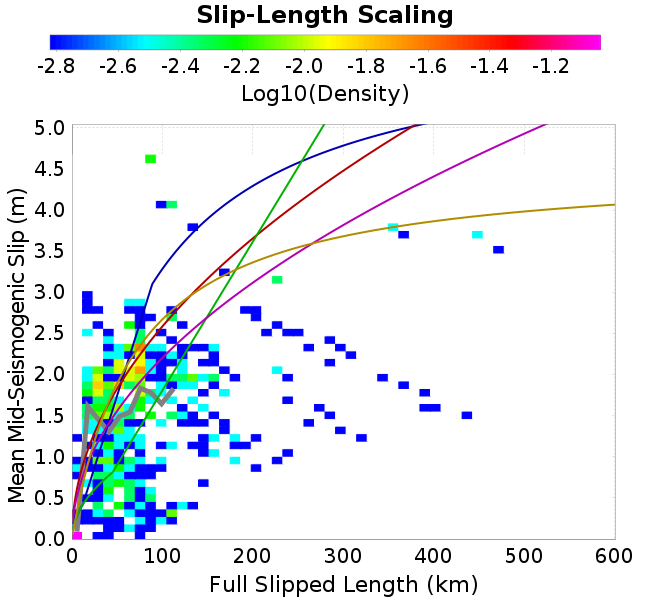 Slip-Length Scaling
-2.8 -2.6 -2.4 -2.2 -2.0 -1.8 -1.6 -1.4 -1.2
Log10(Density)
5.0
4.5
4.0
3.5
3.0
2.5
2.0
1.5
1.0
0.5
0.0
Mean Mid-Seismogenic Slip (m)
0 100 200 300 400 500 600
Full Slipped Length (km)